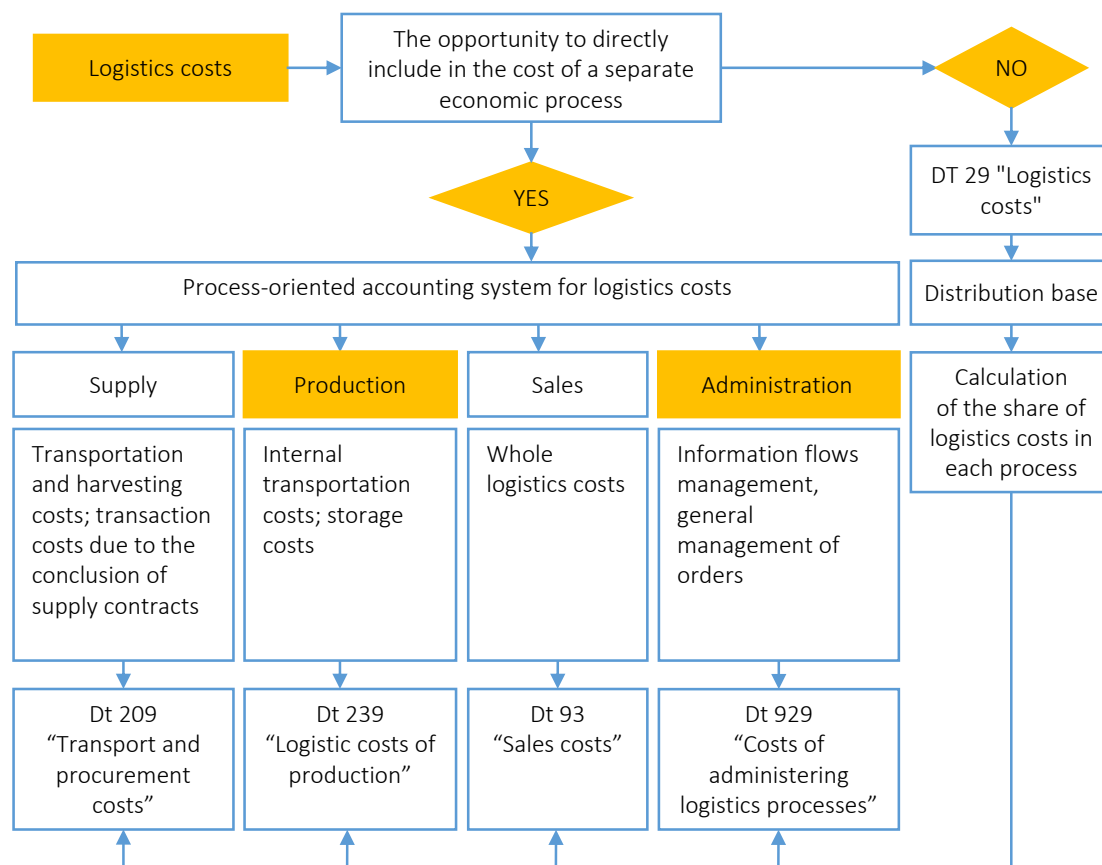 Logistics costs
The opportunity to directly
include in the cost of a separate
economic process
NO
YES
DT 29 "Logistics
costs"
Process-oriented accounting system for logistics costs
Distribution base
Supply
Production
Sales
Administration
Calculation
of the share of
logistics costs in
each process
Transportation
and harvesting
costs; transaction
costs due to the
conclusion of
supply contracts
Internal
transportation
costs; storage
costs
Whole
logistics costs
Information flows
management,
general
management of
orders
Dt 209
“Transport and
procurement
costs”
Dt 239
“Logistic costs of
production”
Dt 93
“Sales costs”
Dt 929
“Costs of
administering
logistics processes”